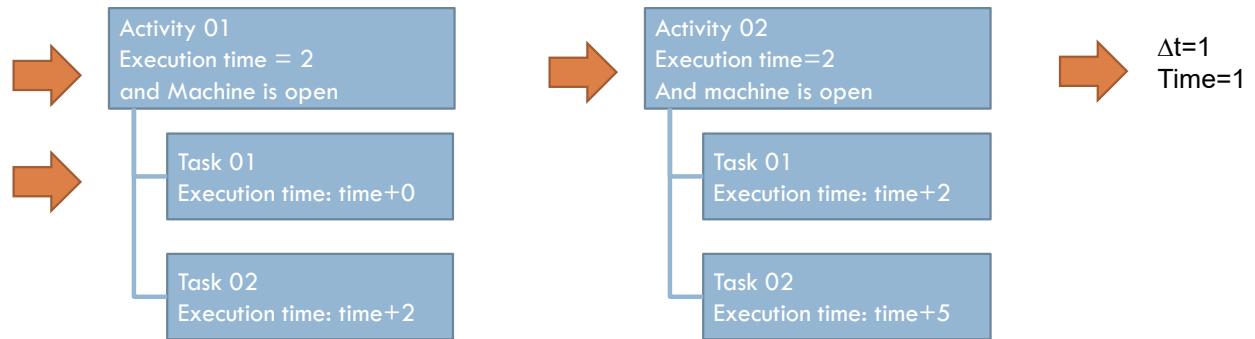 Activity 01
Execution time = 2
and Machine is open
Task 01
Execution time: time+0
Task 02
Execution time: time+2
Activity 02
Execution time=2
And machine is open
Task 01
Execution time: time+2
Task 02
Execution time: time+5
Δt=1
Time=1